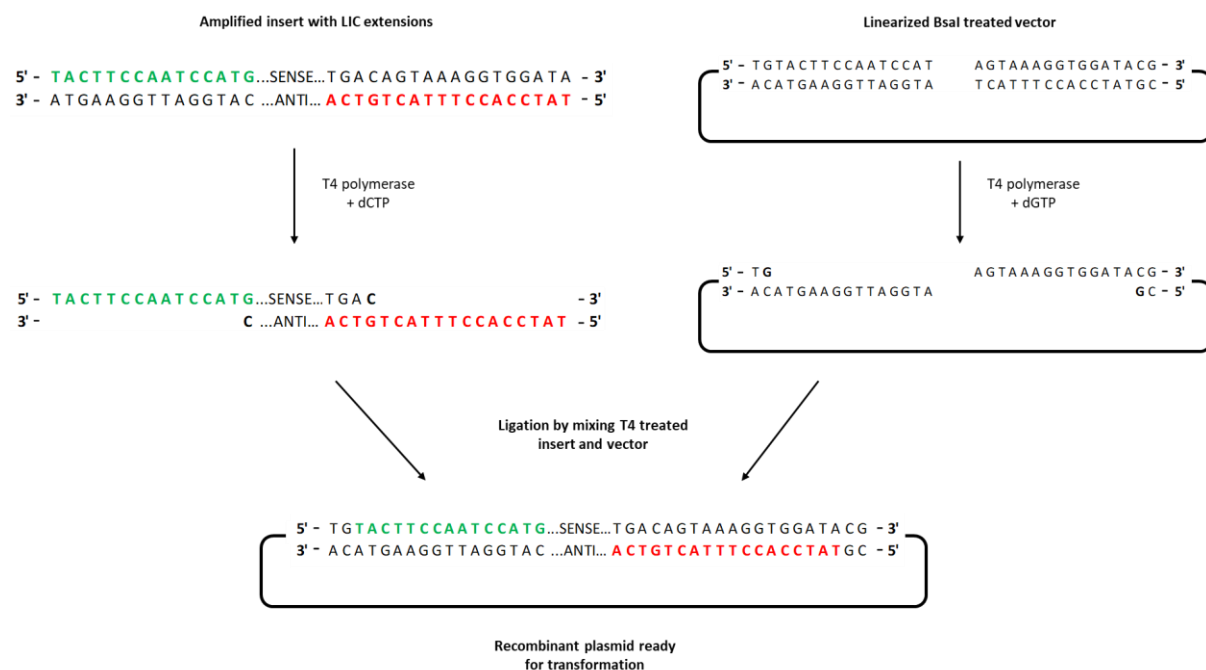 Amplified insert with LIC extensions
5' - TACTTCCAATCCATG...SENSE...TGACAGTAAAGGTGGATA - 3'
3' - ATGAAGGTTAGGTAC ...ANTI... ACTGTCATTTCCACCTAT - 5'
T4 polymerase
+ dCTP
5' - TACTTCCAATCCATG...SENSE...TGAC - 3'
3' - C ...ANTI... ACTGTCATTTCCACCTAT - 5'
Linearized BsaI treated vector
5' - TGTACTTCCAATCCAT AGTAAAGGTGGATACG - 3'
3' - ACATGAAGGTTAGGTA TCATTTCCACCTATGC - 5'
T4 polymerase
+ dGTP
5' - TG AGTAAAGGTGGATACG - 3'
3' - ACATGAAGGTTAGGTA GC - 5'
Ligation by mixing T4 treated
insert and vector
5' - TGTACTTCCAATCCATG...SENSE...TGACAGTAAAGGTGGATACG - 3'
3' - ACATGAAGGTTAGGTAC ...ANTI... ACTGTCATTTCCACCTATGC - 5'
Recombinant plasmid ready
for transformation